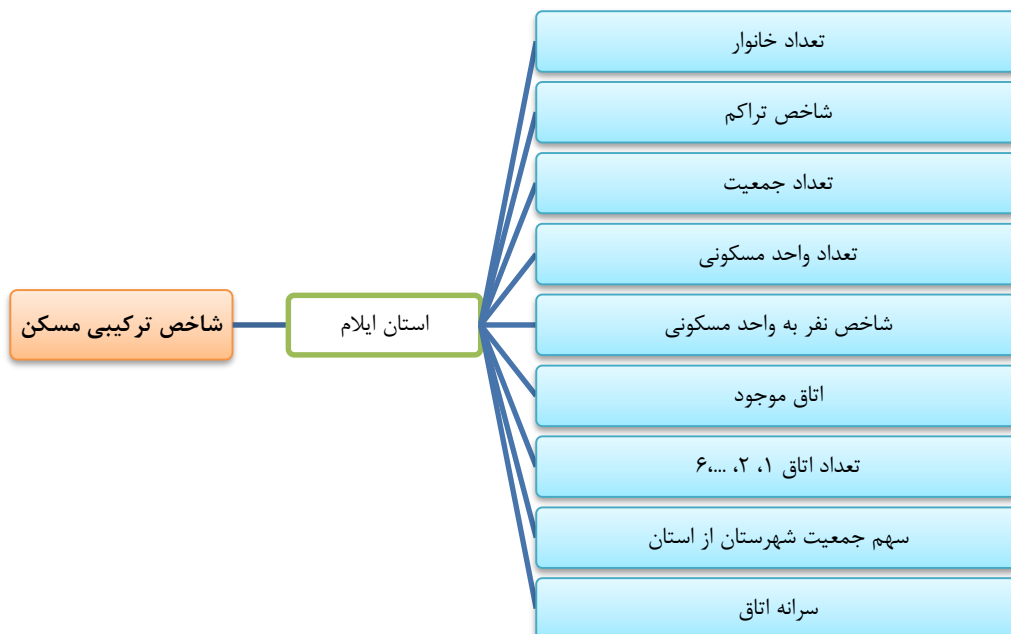 شاخص ترکیبی مسکن
استان ایلام
تعداد خانوار
شاخص تراکم
تعداد جمعیت
تعداد واحد مسکونی
شاخص نفر به واحد مسکونی
اتاق موجود
تعداد اتاق ۱، ۲، ...،۶
سهم جمعیت شهرستان از استان
سرانه اتاق